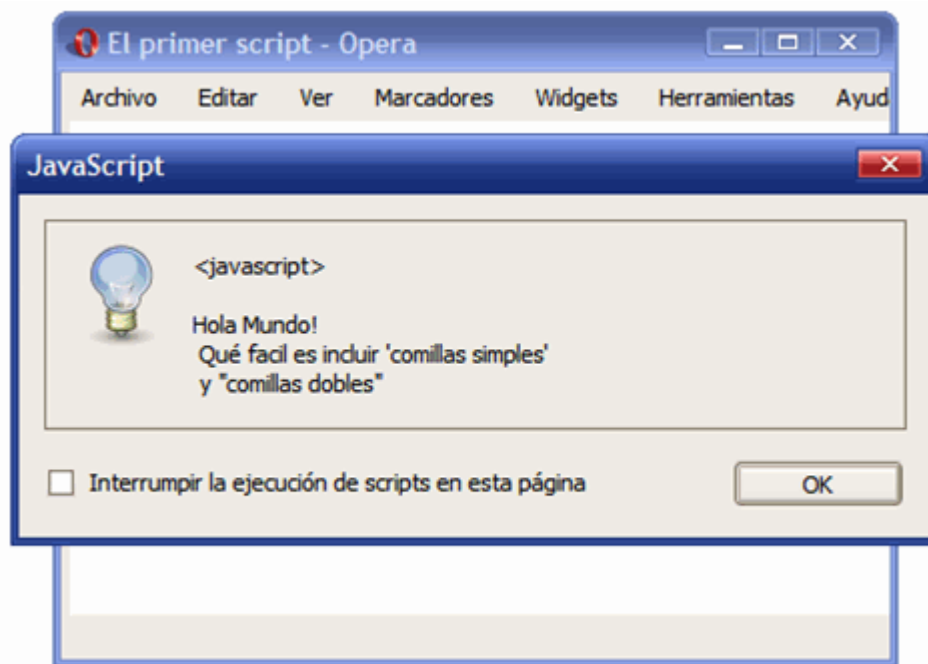 El primer script - Opera
Archivo Editar Ver Marcadores Widgets Herramientas Ayud
JavaScript
<javascript>
Hola Mundo!
Qué facil es incluir 'comillas simples'
y "comillas dobles"
Interrumpir la ejecución de scripts en esta página
OK